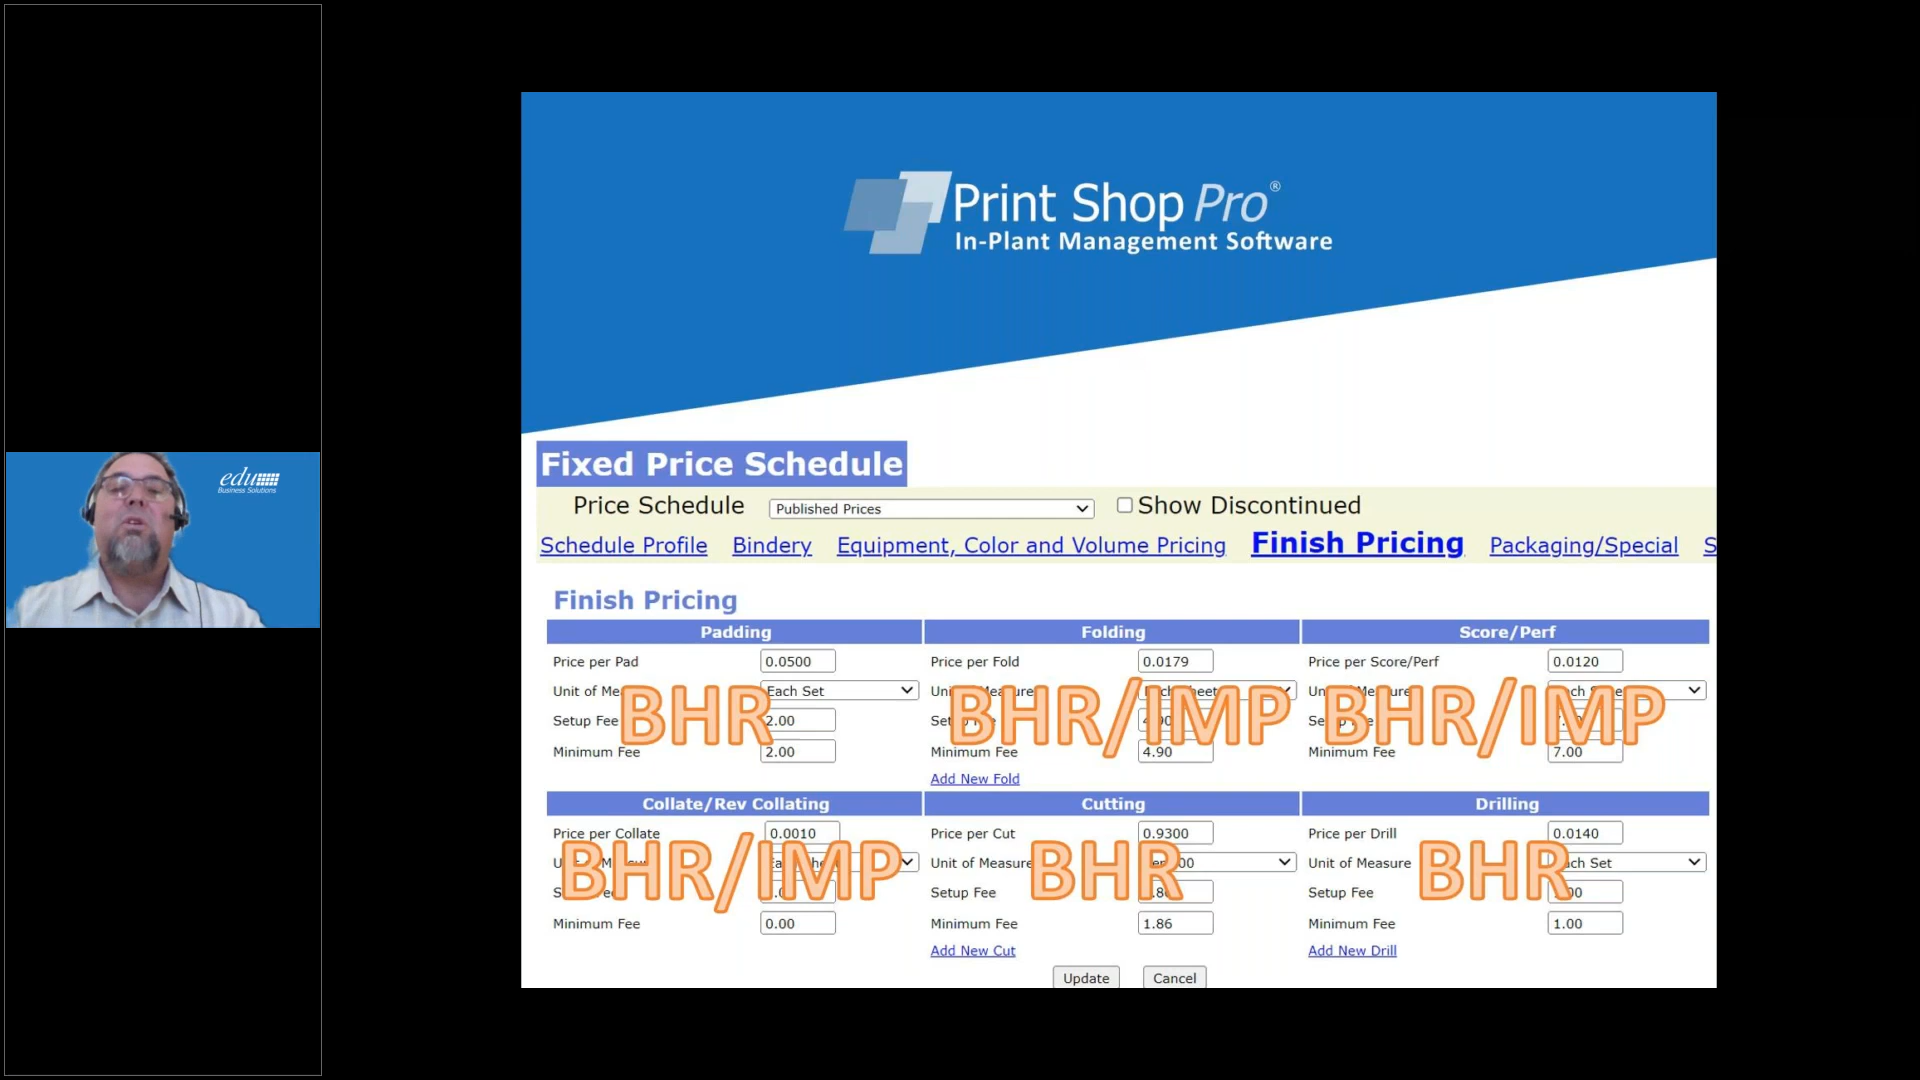 edu
Business Solutions
Print Shop Pro®
In-Plant Management Software
Fixed Price Schedule
Price Schedule Published Prices Show Discontinued
Schedule Profile Bindery Equipment, Color and Volume Pricing Finish Pricing Packaging/Special S
Finish Pricing
Padding Folding Score/Perf
Price per Pad 0.0500 Price per Fold 0.0179 Price per Score/Perf 0.0120
Each Set
BHR BHR/IMP BHR/IMP
Setup Fee 2.00
Minimum Fee 2.00 Minimum Fee 4.90 Minimum Fee 7.00
Add New Fold
Collate/Rev Collating Cutting Drilling
Price per Collate 0.0010 Price per Cut 0.9300 Price per Drill 0.0140
Unit of Measure Unit of Measure Set
BHR/IMP BHR BHR
Setup Fee Setup Fee
Minimum Fee 0.00 Minimum Fee 1.86 Minimum Fee 1.00
Add New Cut Add New Drill
Update Cancel